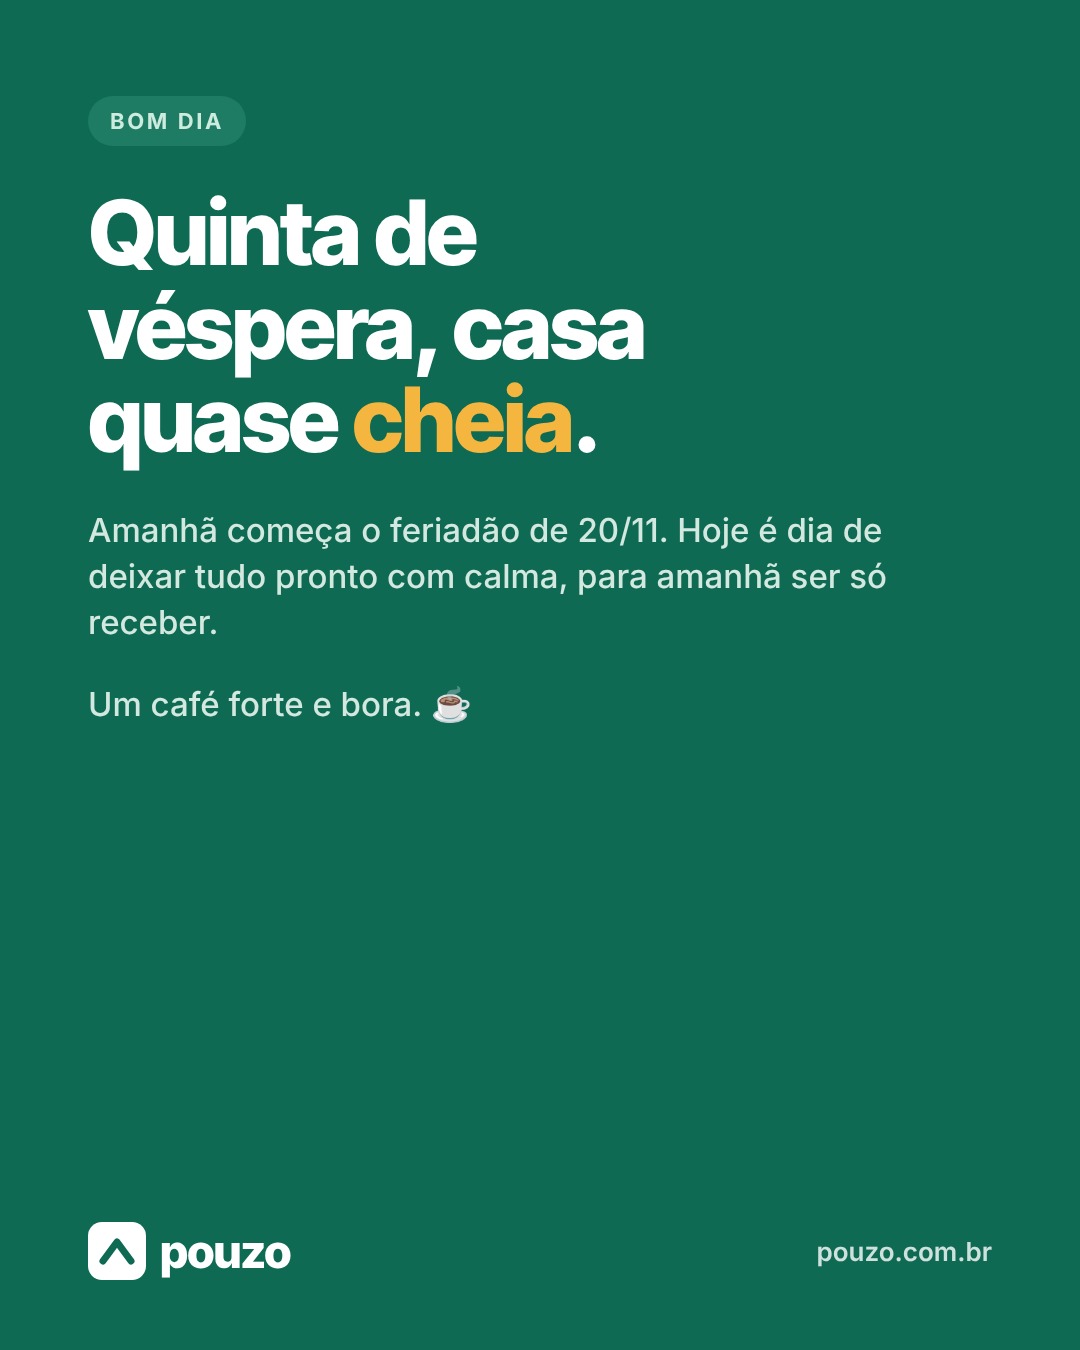 BOM DIA
Quinta de
véspera, casa
quase cheia.
Amanhã começa o feriadão de 20/11. Hoje é dia de
deixar tudo pronto com calma, para amanhã ser só
receber.
Um café forte e bora. ☕
pouzo
pouzo.com.br